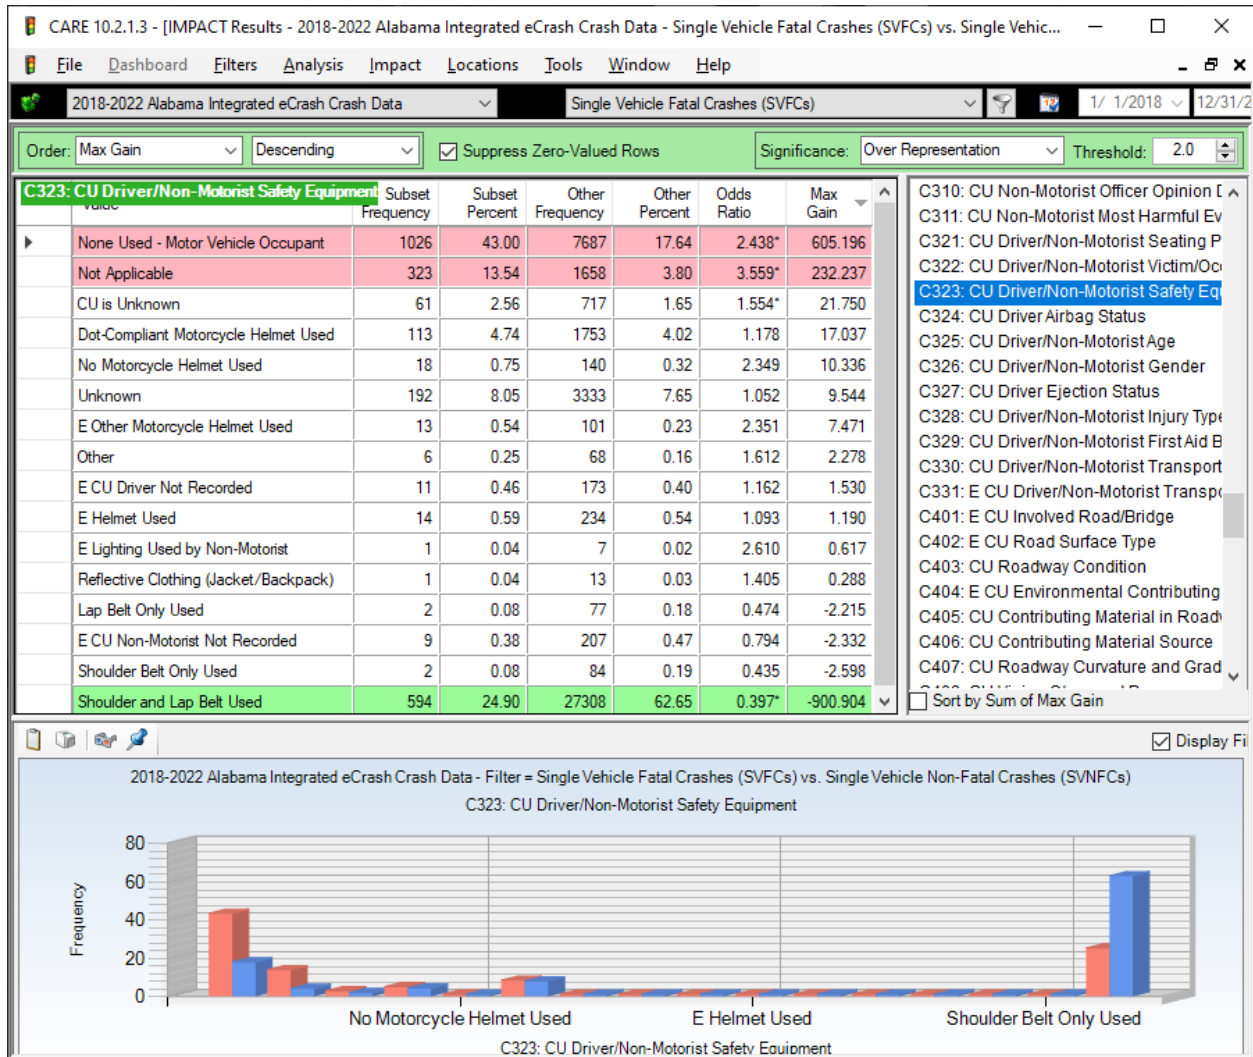 CARE 10.2.1.3 - [IMPACT Results - 2018-2022 Alabama Integrated eCrash Crash Data - Single Vehicle Fatal Crashes (SVFCs) vs. Single Vehic...
File Dashboard Filters Analysis Impact Locations Tools Window Help
2018-2022 Alabama Integrated eCrash Crash Data Single Vehicle Fatal Crashes (SVFCs) 1/ 1/2018 12/31/2
Order: Max Gain Descending Suppress Zero-Valued Rows Significance: Over Representation Threshold: 2.0
C323: CU Driver/Non-Motorist Safety Equipment
Value Subset Frequency Subset Percent Other Frequency Other Percent Odds Ratio Max Gain
None Used - Motor Vehicle Occupant 1026 43.00 7687 17.64 2.438* 605.196
Not Applicable 323 13.54 1658 3.80 3.559* 232.237
CU is Unknown 61 2.56 717 1.65 1.554* 21.750
Dot-Compliant Motorcycle Helmet Used 113 4.74 1753 4.02 1.178 17.037
No Motorcycle Helmet Used 18 0.75 140 0.32 2.349 10.336
Unknown 192 8.05 3333 7.65 1.052 9.544
E Other Motorcycle Helmet Used 13 0.54 101 0.23 2.351 7.471
Other 6 0.25 68 0.16 1.612 2.278
E CU Driver Not Recorded 11 0.46 173 0.40 1.162 1.530
E Helmet Used 14 0.59 234 0.54 1.093 1.190
E Lighting Used by Non-Motorist 1 0.04 7 0.02 2.610 0.617
Reflective Clothing (Jacket/Backpack) 1 0.04 13 0.03 1.405 0.288
Lap Belt Only Used 2 0.08 77 0.18 0.474 -2.215
E CU Non-Motorist Not Recorded 9 0.38 207 0.47 0.794 -2.332
Shoulder Belt Only Used 2 0.08 84 0.19 0.435 -2.598
Shoulder and Lap Belt Used 594 24.90 27308 62.65 0.397* -900.904
C310: CU Non-Motorist Officer Opinion
C311: CU Non-Motorist Most Harmful Ev
C321: CU Driver/Non-Motorist Seating P
C322: CU Driver/Non-Motorist Victim/Occ
C323: CU Driver/Non-Motorist Safety Equ
C324: CU Driver Airbag Status
C325: CU Driver/Non-Motorist Age
C326: CU Driver/Non-Motorist Gender
C327: CU Driver Ejection Status
C328: CU Driver/Non-Motorist Injury Type
C329: CU Driver/Non-Motorist First Aid B
C330: CU Driver/Non-Motorist Transport
C331: E CU Driver/Non-Motorist Transpo
C401: E CU Involved Road/Bridge
C402: E CU Road Surface Type
C403: CU Roadway Condition
C404: E CU Environmental Contributing
C405: CU Contributing Material in Roadw
C406: CU Contributing Material Source
C407: CU Roadway Curvature and Grad
Sort by Sum of Max Gain
Display Fil
2018-2022 Alabama Integrated eCrash Crash Data - Filter = Single Vehicle Fatal Crashes (SVFCs) vs. Single Vehicle Non-Fatal Crashes (SVNFCs)
C323: CU Driver/Non-Motorist Safety Equipment
Frequency
80
60
40
20
0
No Motorcycle Helmet Used E Helmet Used Shoulder Belt Only Used
C323: CU Driver/Non-Motorist Safety Equipment